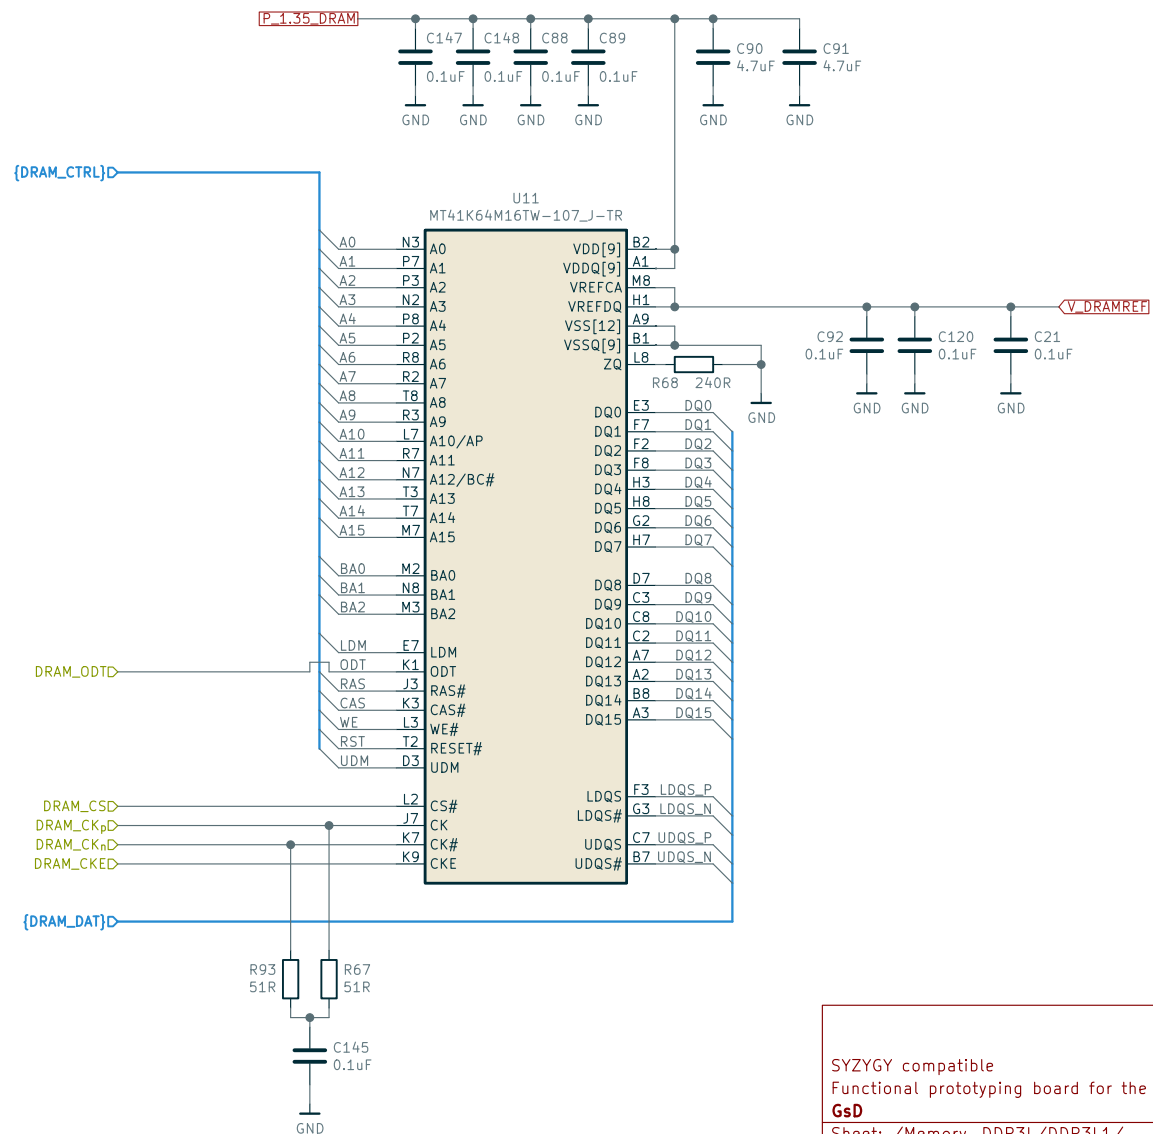 P_1.35_DRAM
C147 C148 C88 C89 C90 C91
0.1uF 0.1uF 0.1uF 0.1uF 4.7uF 4.7uF
GND GND GND GND GND GND
{DRAM_CTRL}
U11
MT41K64M16TW-107_J-TR
A0 N3 A0 VDD[9] B2
A1 P7 A1 VDDQ[9] A1
A2 P3 A2 VREFCA M8
A3 N2 A3 VREFDQ H1 V_DRAMREF
A4 P8 A4 VSS[12] A9
A5 P2 A5 VSSQ[9] B1
C92 C120 C21
0.1uF 0.1uF 0.1uF
A6 R8 A6 ZQ L8
A7 R2 A7 R68 240R
A8 T8 A8
GND GND GND GND
A9 R3 A9 DQ0 E3 DQ0
A10 L7 A10/AP DQ1 F7 DQ1
A11 R7 A11 DQ2 F2 DQ2
A12 N7 A12/BC# DQ3 F8 DQ3
A13 T3 A13 DQ4 H3 DQ4
A14 T7 A14 DQ5 H8 DQ5
A15 M7 A15 DQ6 G2 DQ6
DQ7 H7 DQ7
BA0 M2 BA0 DQ8 D7 DQ8
BA1 N8 BA1 DQ9 C3 DQ9
BA2 M3 BA2 DQ10 C8 DQ10
DQ11 C2 DQ11
LDM E7 LDM DQ12 A7 DQ12
DRAM_ODT ODT K1 ODT DQ13 A2 DQ13
RAS J3 RAS# DQ14 B8 DQ14
CAS K3 CAS# DQ15 A3 DQ15
WE L3 WE#
RST T2 RESET#
UDM D3 UDM
LDQS F3 LDQS_P
DRAM_CS L2 CS# LDQS# G3 LDQS_N
DRAM_CKp J7 CK
DRAM_CKn K7 CK# UDQS C7 UDQS_P
DRAM_CKE K9 CKE UDQS# B7 UDQS_N
{DRAM_DAT}
R93 R67
51R 51R
C145
0.1uF
GND
SYZYGY compatible
Functional prototyping board for the
GsD
Sheet: /Memory_DDR3L/DDR3L1/